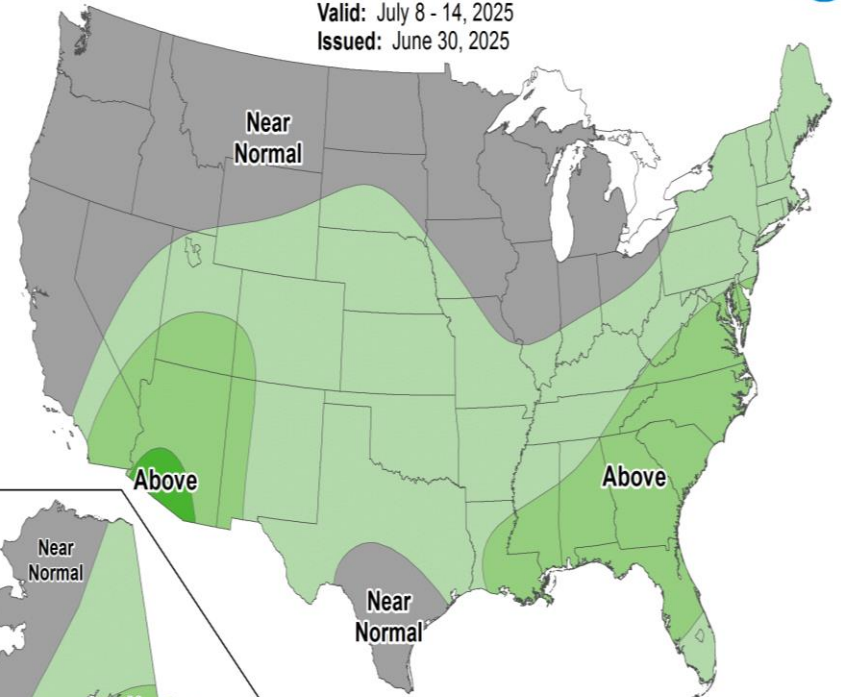 Valid: July 8 - 14, 2025
Issued: June 30, 2025
Near
Normal
Above
Above
Near
Normal
Near
Normal